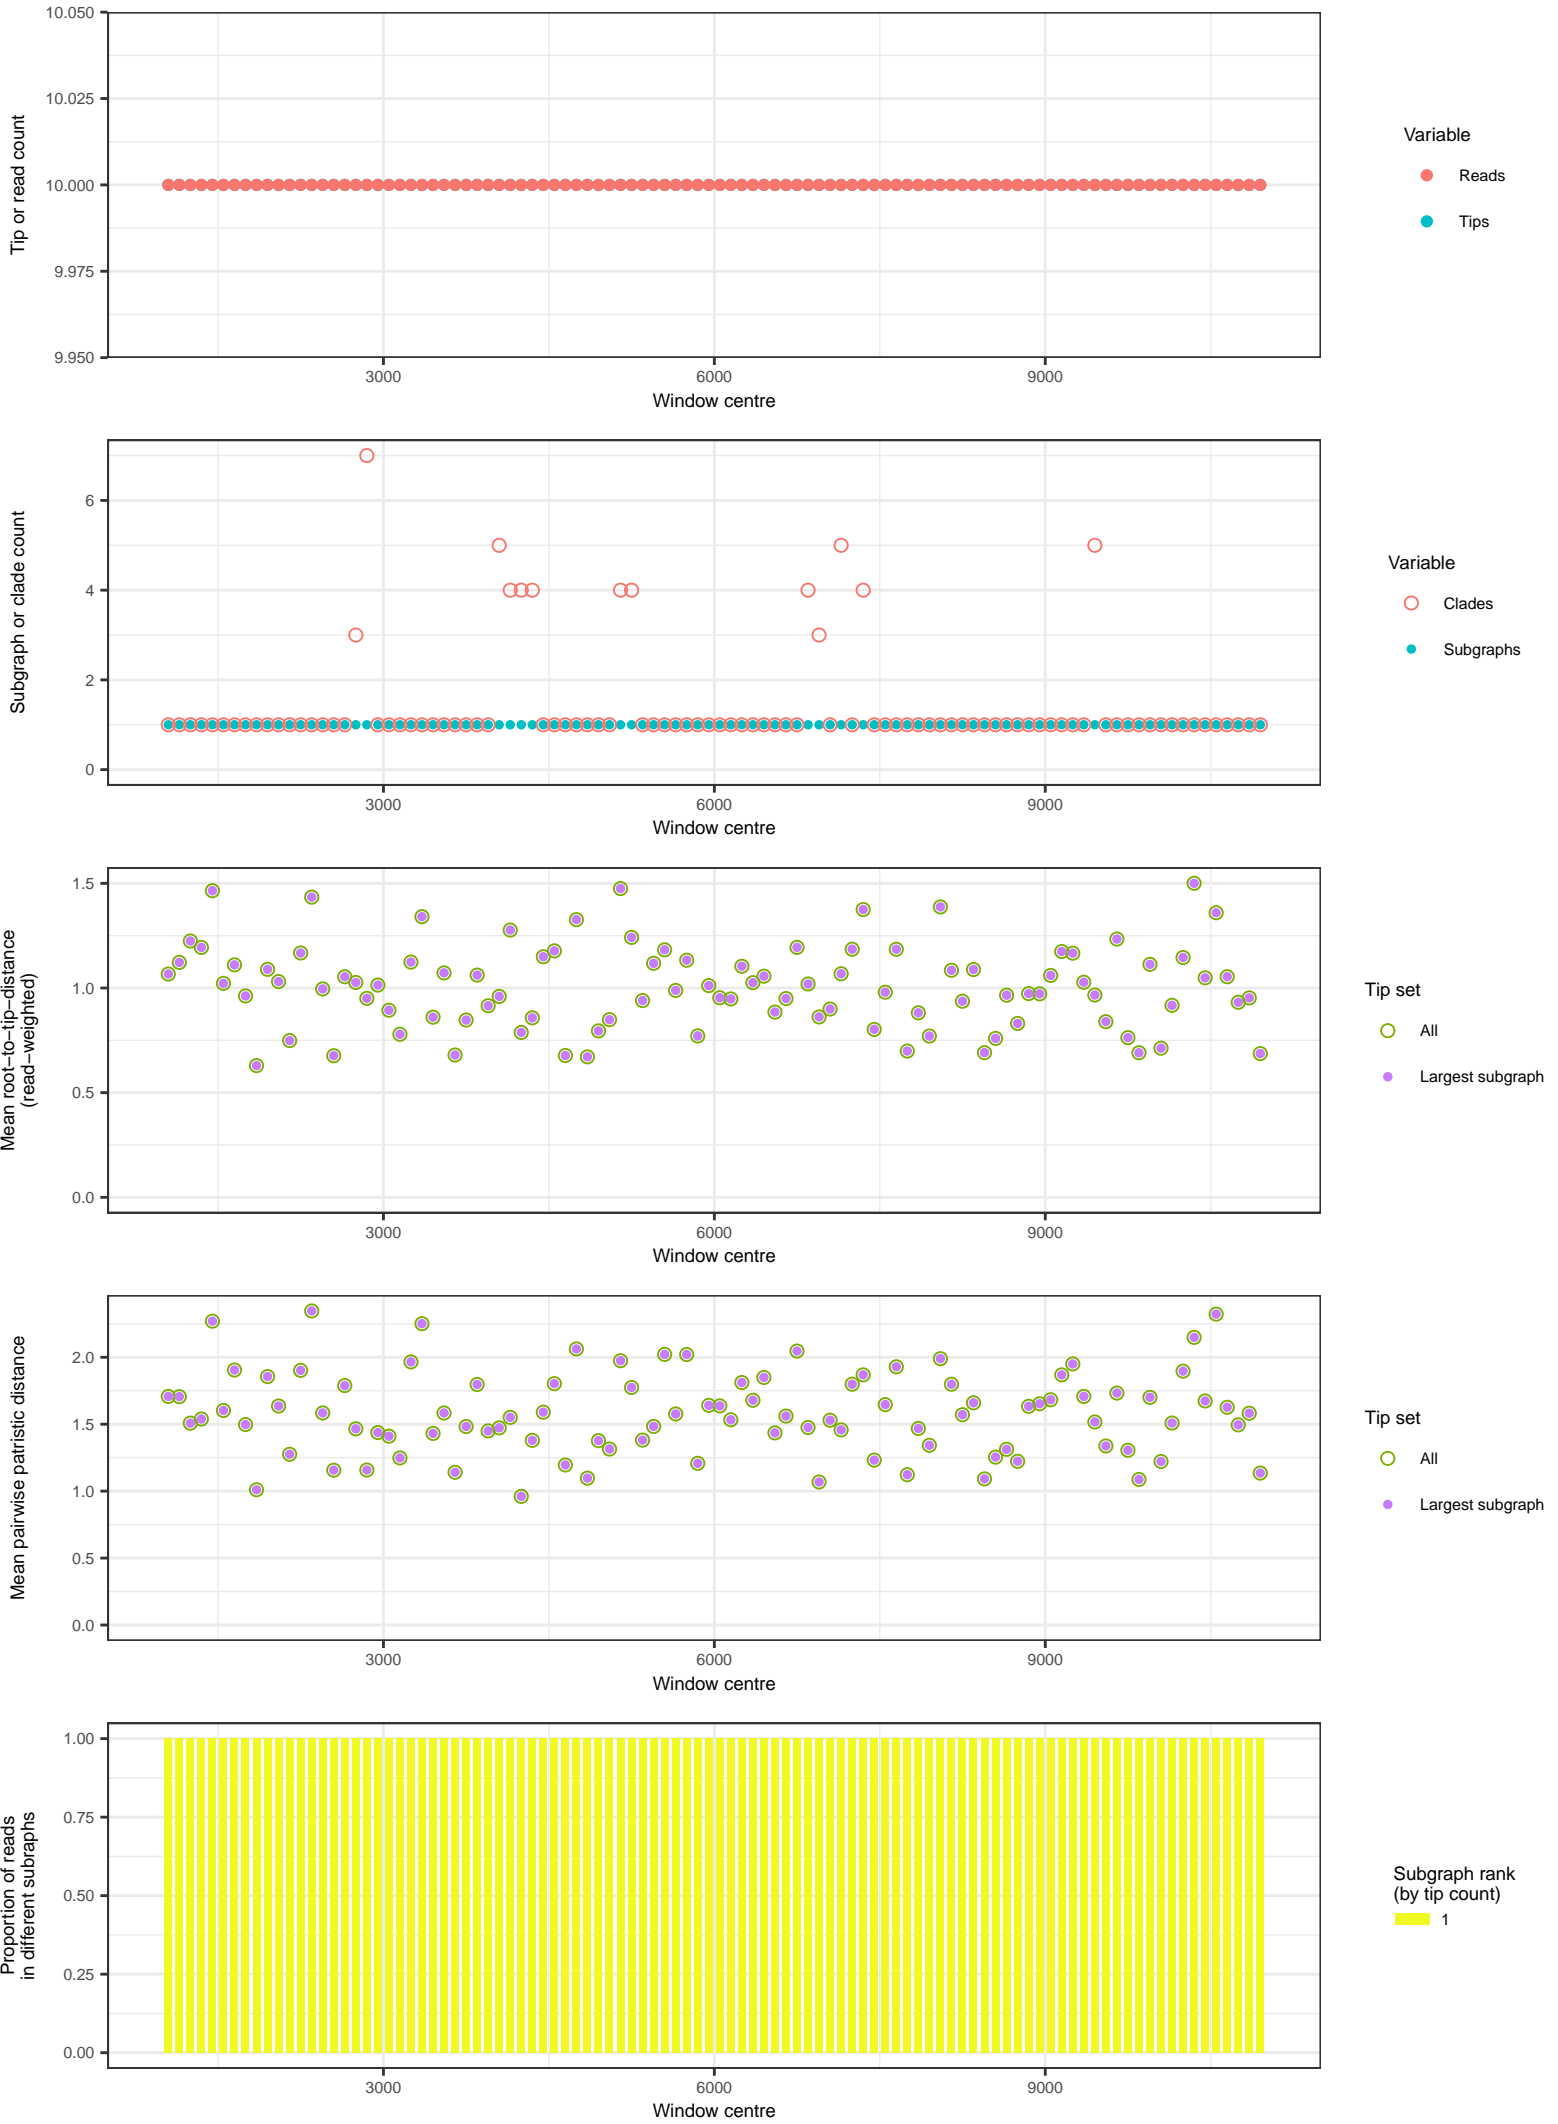 10.050
10.025
10.000
9.975
9.950
Tip or read count
3000 6000 9000
Window centre
Variable
Reads
Tips
6
4
2
0
Subgraph or clade count
3000 6000 9000
Window centre
Variable
Clades
Subgraphs
1.5
1.0
0.5
0.0
Mean root−to−tip−distance
(read−weighted)
3000 6000 9000
Window centre
Tip set
All
Largest subgraph
2.0
1.5
1.0
0.5
0.0
Mean pairwise patristic distance
3000 6000 9000
Window centre
Tip set
All
Largest subgraph
1.00
0.75
0.50
0.25
0.00
Proportion of reads
in different subraphs
3000 6000 9000
Window centre
Subgraph rank
(by tip count)
1